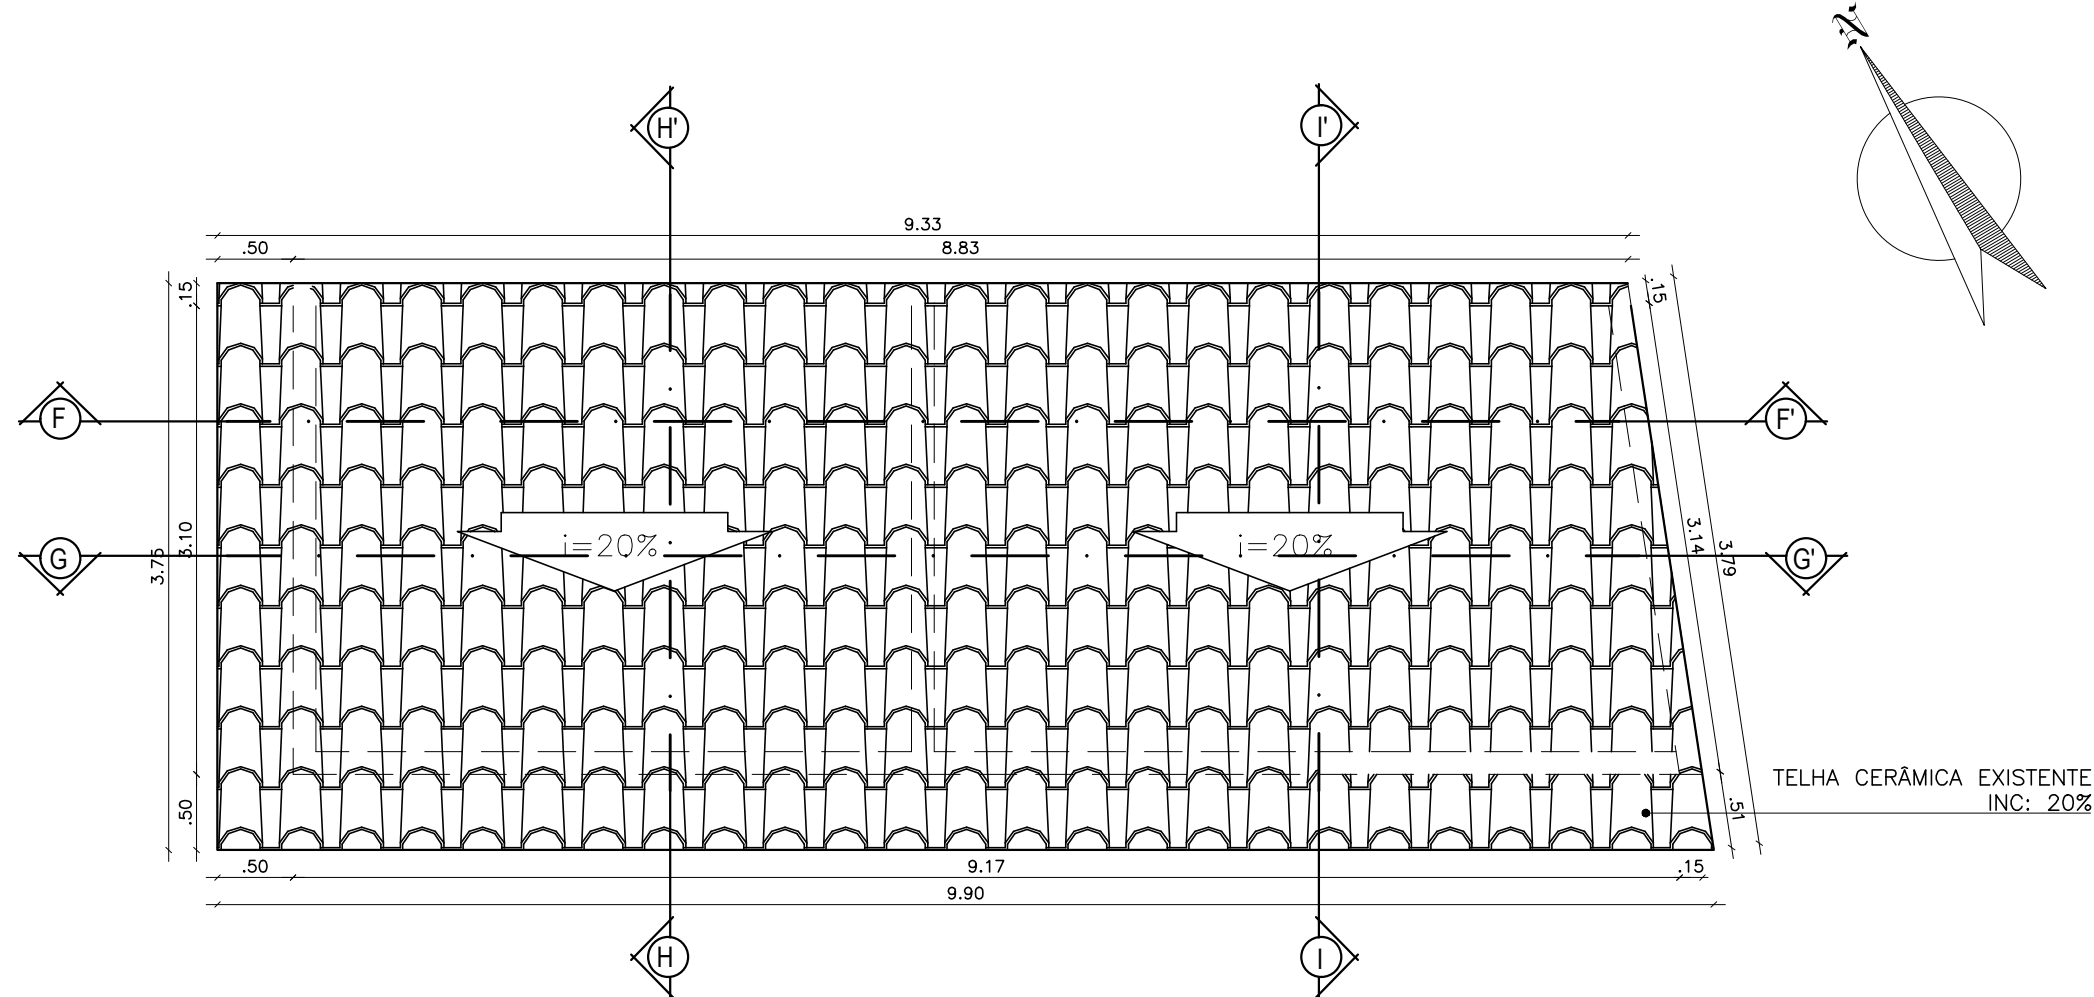 N
H'
I'
9.33
.50
8.83
.15
.15
F
F'
3.75
3.10
3.14
3.79
G
i=20%
i=20%
G'
.50
.51
TELHA CERÂMICA EXISTENTE
INC: 20%
.50
9.17
.15
9.90
H
I